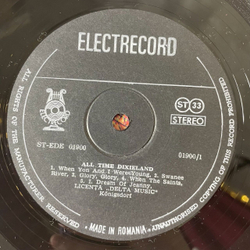 ELECTRECORD
ST 33
STEREO
ST-EDE 01900
01900/1
ALL TIME DIXIELAND
1. When You And I Were Young, 2. Swanee
River, 3. Glory, Glory, 4. When The Saints,
5. I Dream Of Jeanny,
LICENTA „DELTA MUSIC"
Königsdorf
ALL RIGHTS OF THE MANUFACTURER RESERVED
MADE IN ROMANIA
UNAUTHORISED COPYING OF THIS RECORD PROHIBITED